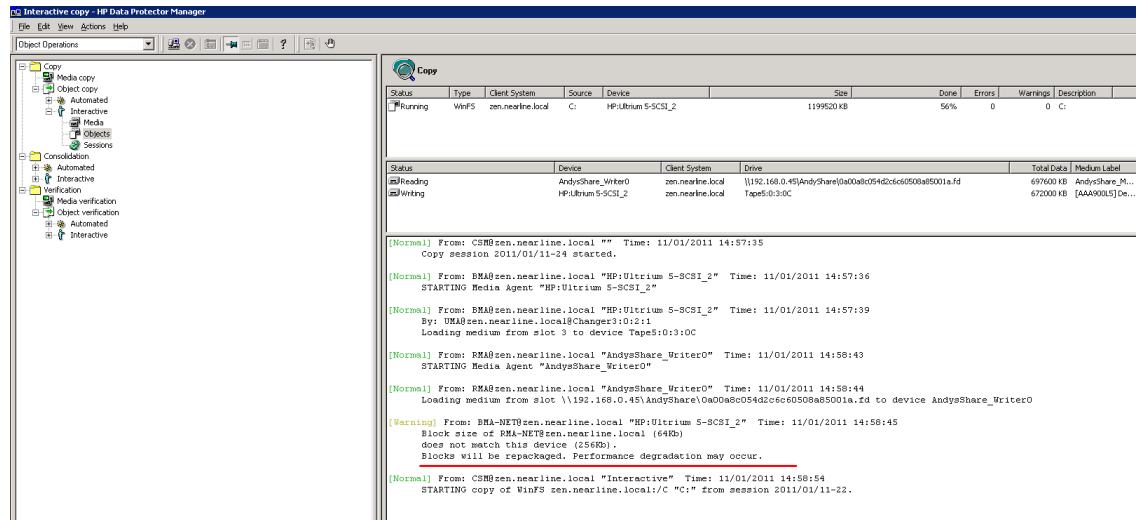 Interactive copy - HP Data Protector Manager
File Edit View Actions Help
Object Operations
Copy
Media copy
Object copy
Automated
Interactive
Media
Objects
Sessions
Consolidation
Automated
Interactive
Verification
Media verification
Object verification
Automated
Interactive
Copy
Status Type Client System Source Device Size Done Errors Warnings Description
Running WinFS zen.nearline.local C: HP:Ultrium 5-SCSI_2 1199520 KB 56% 0 0 C:
Status Device Client System Drive Total Data Medium Label
Reading AndysShare_Writer0 zen.nearline.local \\192.168.0.45\AndyShare\0a00a8c054d2c6c60508a85001a.fd 697600 KB AndysShare_M...
Writing HP:Ultrium 5-SCSI_2 zen.nearline.local Tape5:0:3:0C 672000 KB [AAA900L5] De...
[Normal] From: CSM@zen.nearline.local "" Time: 11/01/2011 14:57:35
Copy session 2011/01/11-24 started.
[Normal] From: BMA@zen.nearline.local "HP:Ultrium 5-SCSI_2" Time: 11/01/2011 14:57:36
STARTING Media Agent "HP:Ultrium 5-SCSI_2"
[Normal] From: BMA@zen.nearline.local "HP:Ultrium 5-SCSI_2" Time: 11/01/2011 14:57:39
By: UMA@zen.nearline.local@Changer3:0:2:1
Loading medium from slot 3 to device Tape5:0:3:0C
[Normal] From: RMA@zen.nearline.local "AndysShare_Writer0" Time: 11/01/2011 14:58:43
STARTING Media Agent "AndysShare_Writer0"
[Normal] From: RMA@zen.nearline.local "AndysShare_Writer0" Time: 11/01/2011 14:58:44
Loading medium from slot \\192.168.0.45\AndyShare\0a00a8c054d2c6c60508a85001a.fd to device AndysShare_Writer0
[Warning] From: BMA-NET@zen.nearline.local "HP:Ultrium 5-SCSI_2" Time: 11/01/2011 14:58:45
Block size of RMA-NET@zen.nearline.local (64Kb)
does not match this device (256Kb).
Blocks will be repackaged. Performance degradation may occur.
[Normal] From: CSM@zen.nearline.local "Interactive" Time: 11/01/2011 14:58:54
STARTING copy of WinFS zen.nearline.local:/C "C:" from session 2011/01/11-22.